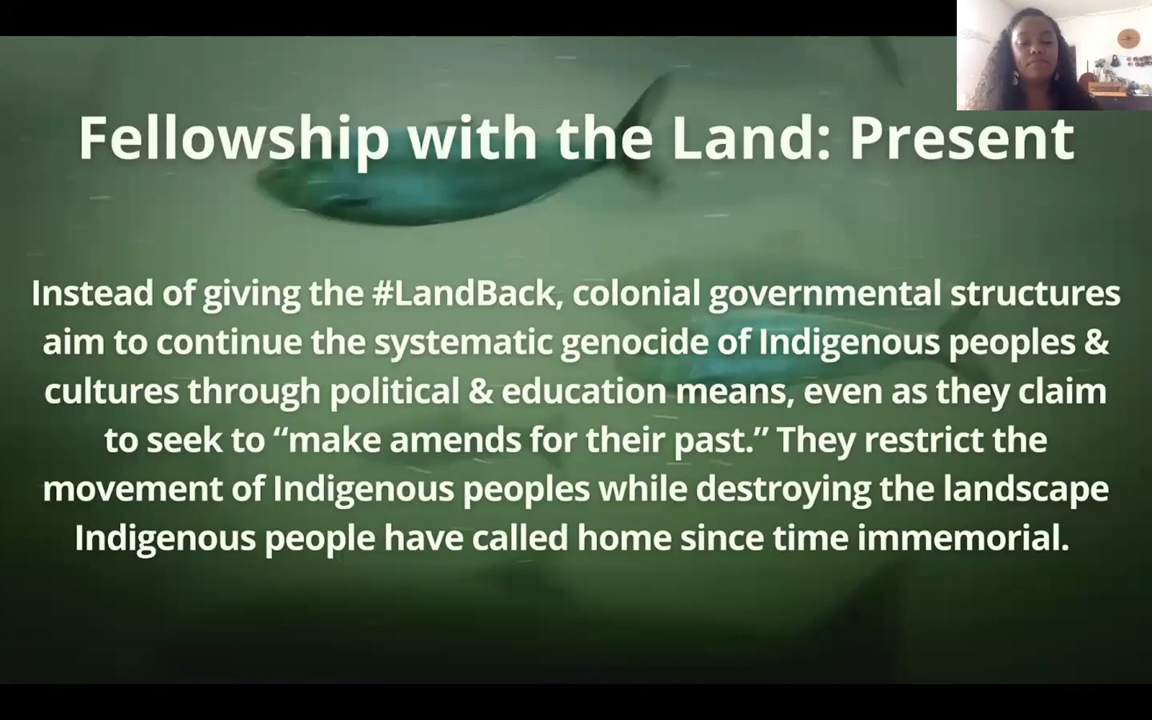 Fellowship with the Land: Present
Instead of giving the #LandBack, colonial governmental structures
aim to continue the systematic genocide of Indigenous peoples &
cultures through political & education means, even as they claim
to seek to “make amends for their past.” They restrict the
movement of Indigenous peoples while destroying the landscape
Indigenous people have called home since time immemorial.